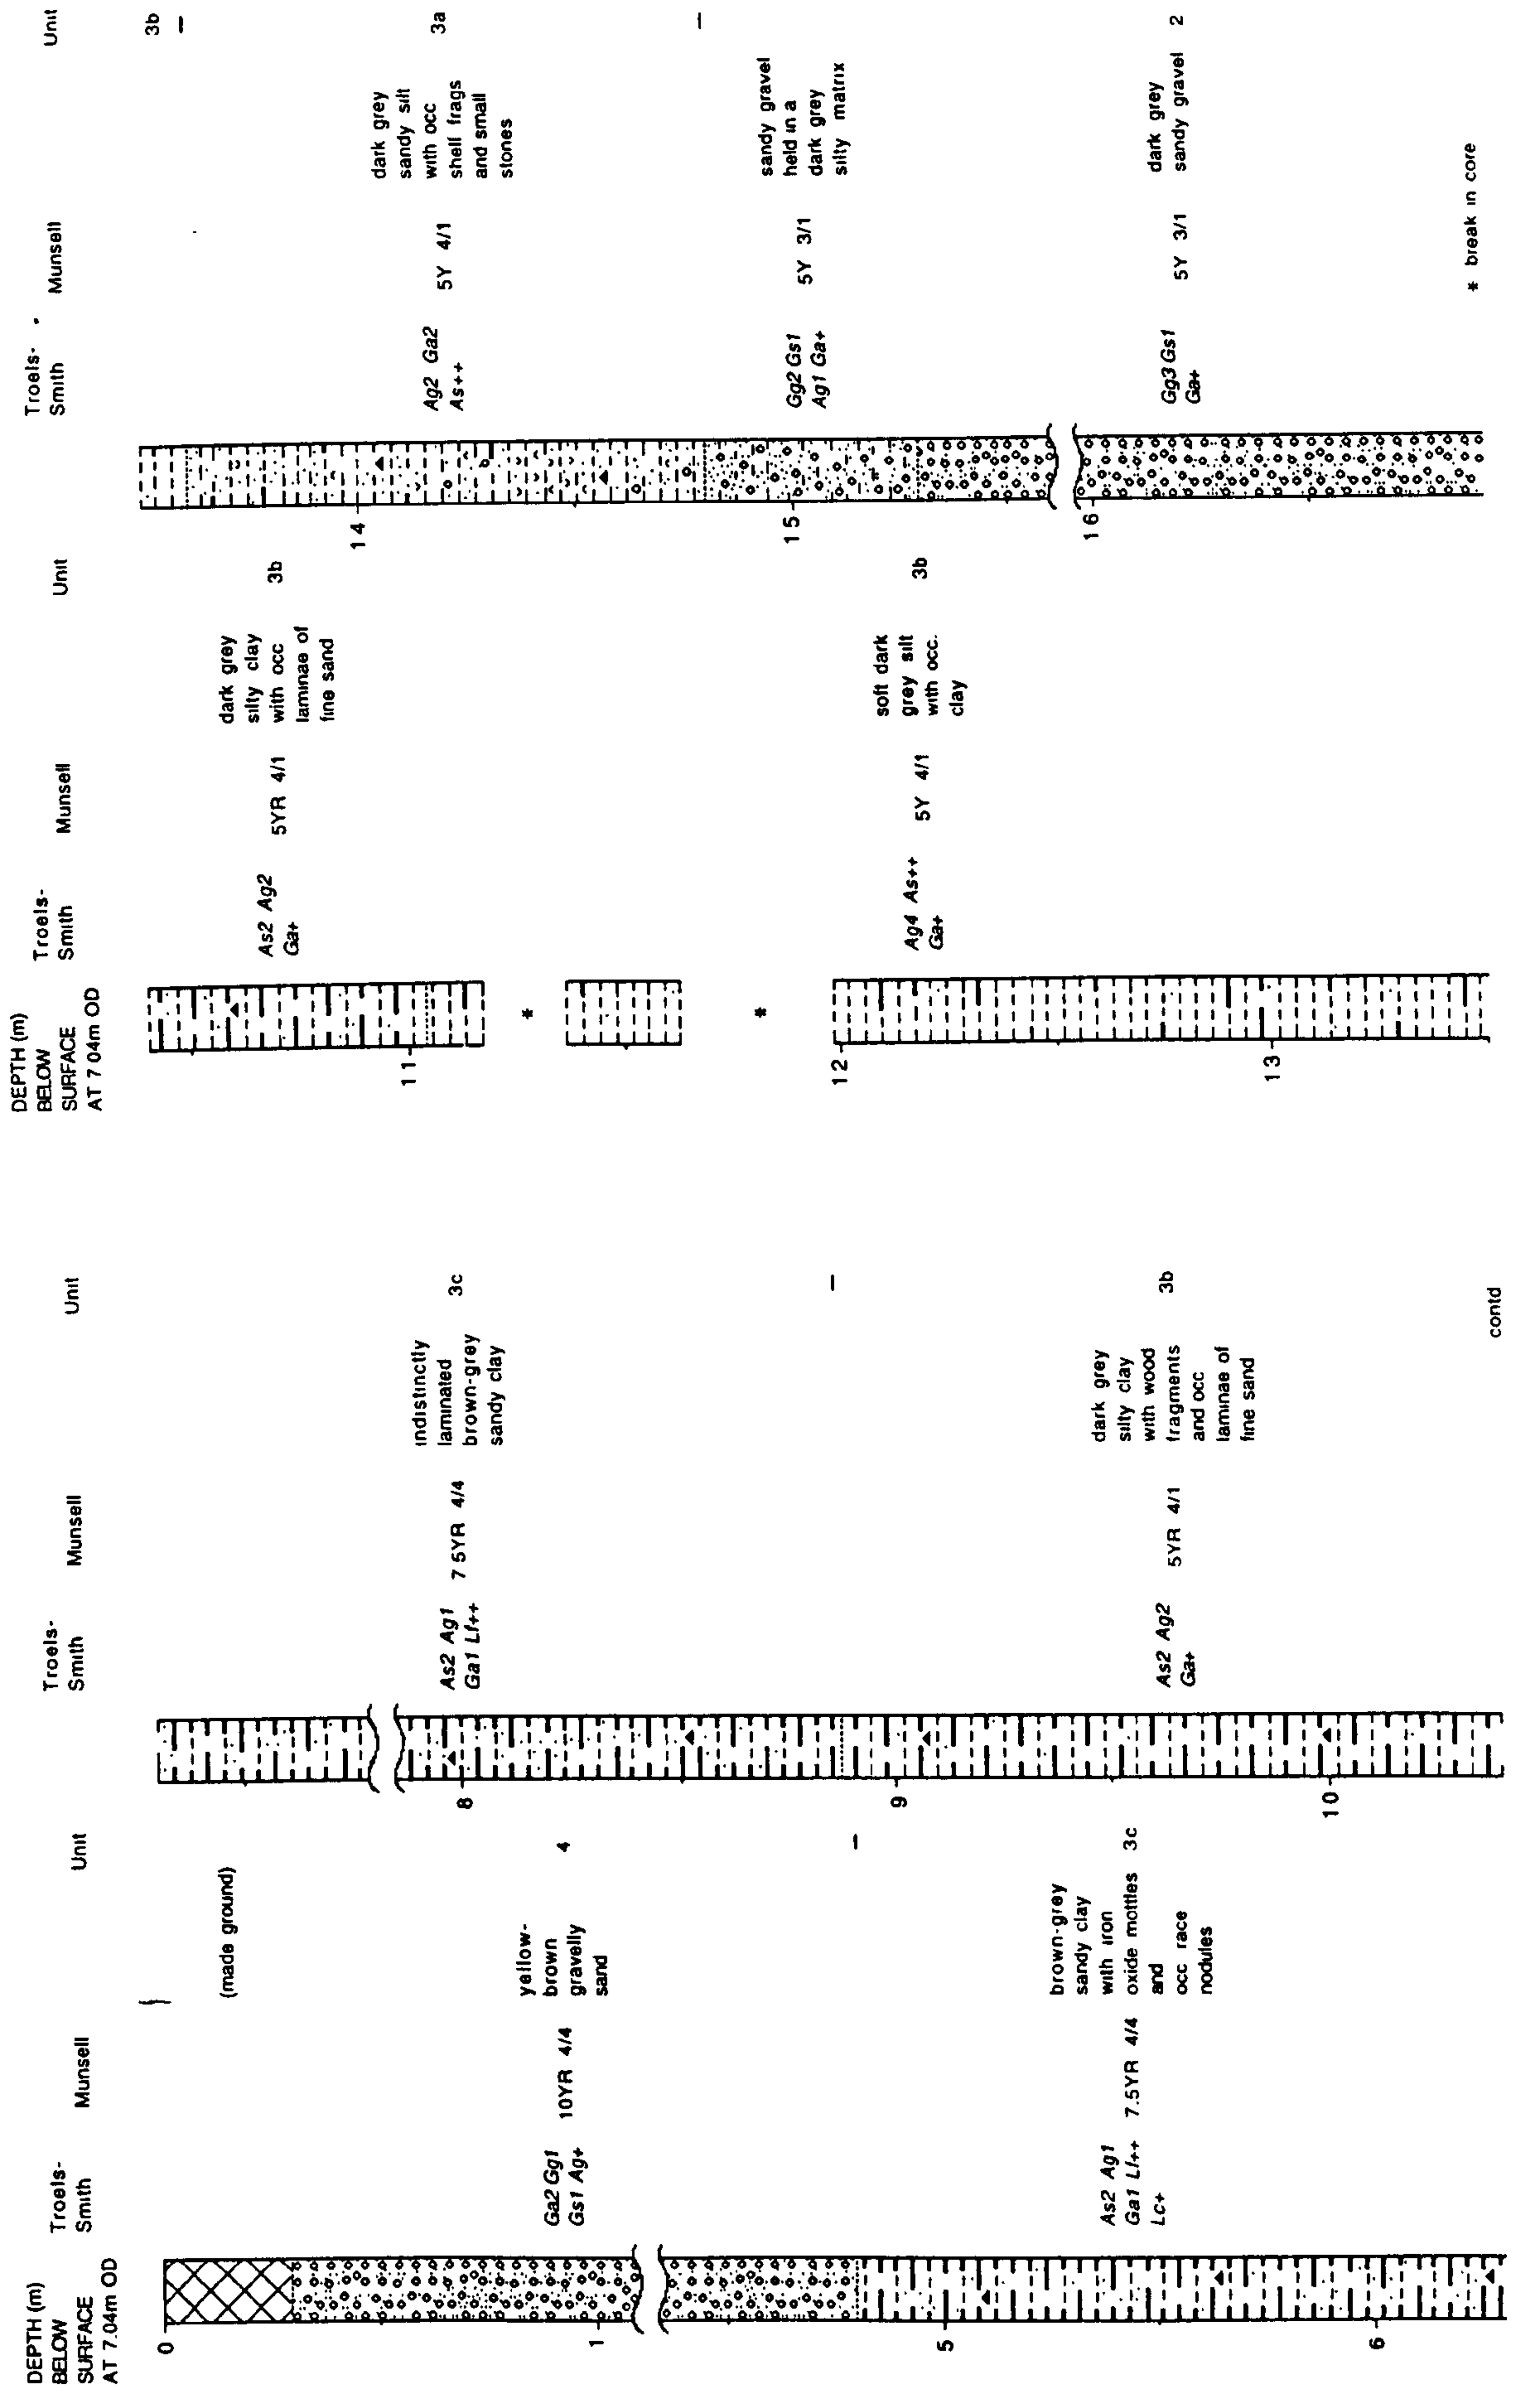 DEPTH (m)
BELOW
SURFACE
AT 7.04m OD
Troels-
Smith
Munsell
Unit
0
(made ground)
Ga2 Gg1
Gs1 Ag+
10YR 4/4
yellow-
brown
gravelly
sand
4
1
–
5
As2 Ag1
Ga1 Lf++
Lc+
7.5YR 4/4
brown-grey
sandy clay
with iron
oxide mottles
and
occ race
nodules
3c
6
Troels-
Smith
Munsell
Unit
8
As2 Ag1
Ga1 Lf++
7 5YR 4/4
indistinctly
laminated
brown-grey
sandy clay
3c
–
9
As2 Ag2
Ga+
5YR 4/1
dark grey
silty clay
with wood
fragments
and occ
laminae of
fine sand
3b
10
contd
DEPTH (m)
BELOW
SURFACE
AT 7 04m OD
Troels-
Smith
Munsell
Unit
As2 Ag2
Ga+
5YR 4/1
dark grey
silty clay
with occ
laminae of
fine sand
3b
11
*
*
12
Ag4 As++
Ga+
5Y 4/1
soft dark
grey silt
with occ.
clay
3b
13
Troels-
Smith
Munsell
Unit
3b
–
14
Ag2 Ga2
As++
5Y 4/1
dark grey
sandy silt
with occ
shell frags
and small
stones
3a
–
15
Gg2 Gs1
Ag1 Ga+
5Y 3/1
sandy gravel
held in a
dark grey
silty matrix
16
Gg3 Gs1
Ga+
5Y 3/1
dark grey
sandy gravel
2
* break in core